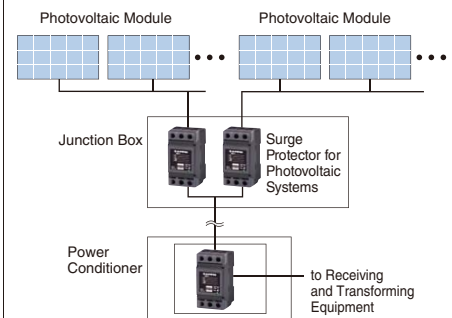 Photovoltaic Module
Photovoltaic Module
Junction Box
Surge
Protector for
Photovoltaic
Systems
Power
Conditioner
to Receiving
and Transforming
Equipment